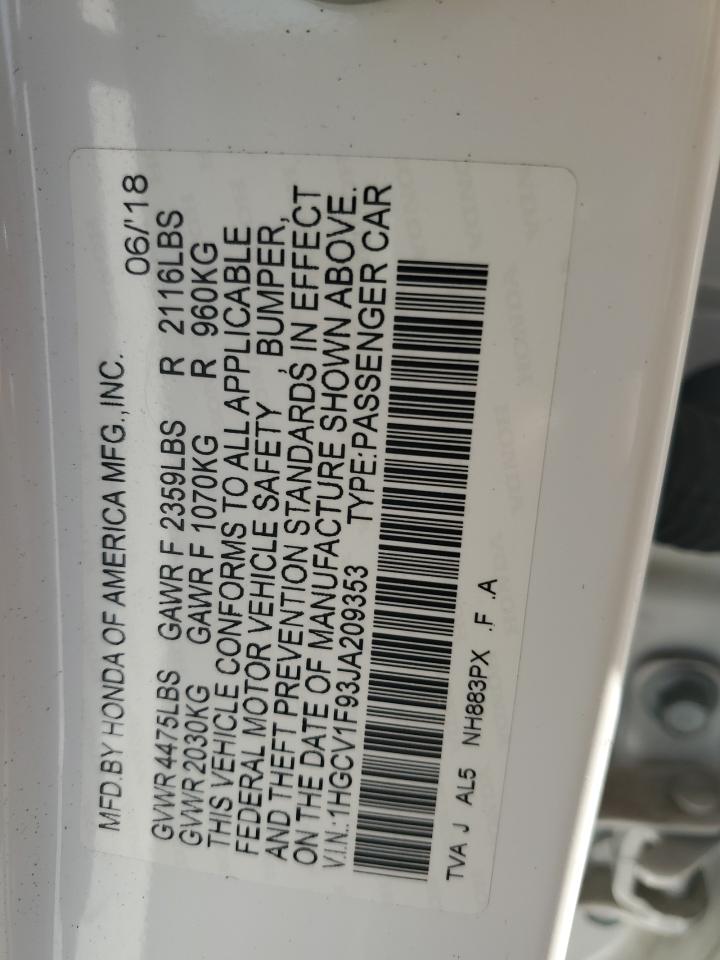 MFD.BY HONDA OF AMERICA MFG.,INC. 06/'18
GVWR 4475LBS GAWR F 2359LBS R 2116LBS
GVWR 2030KG GAWR F 1070KG R 960KG
THIS VEHICLE CONFORMS TO ALL APPLICABLE
FEDERAL MOTOR VEHICLE SAFETY , BUMPER,
AND THEFT PREVENTION STANDARDS IN EFFECT
ON THE DATE OF MANUFACTURE SHOWN ABOVE.
V.I.N.:1HGCV1F93JA209353 TYPE:PASSENGER CAR
TVA J AL5 NH883PX .F .A